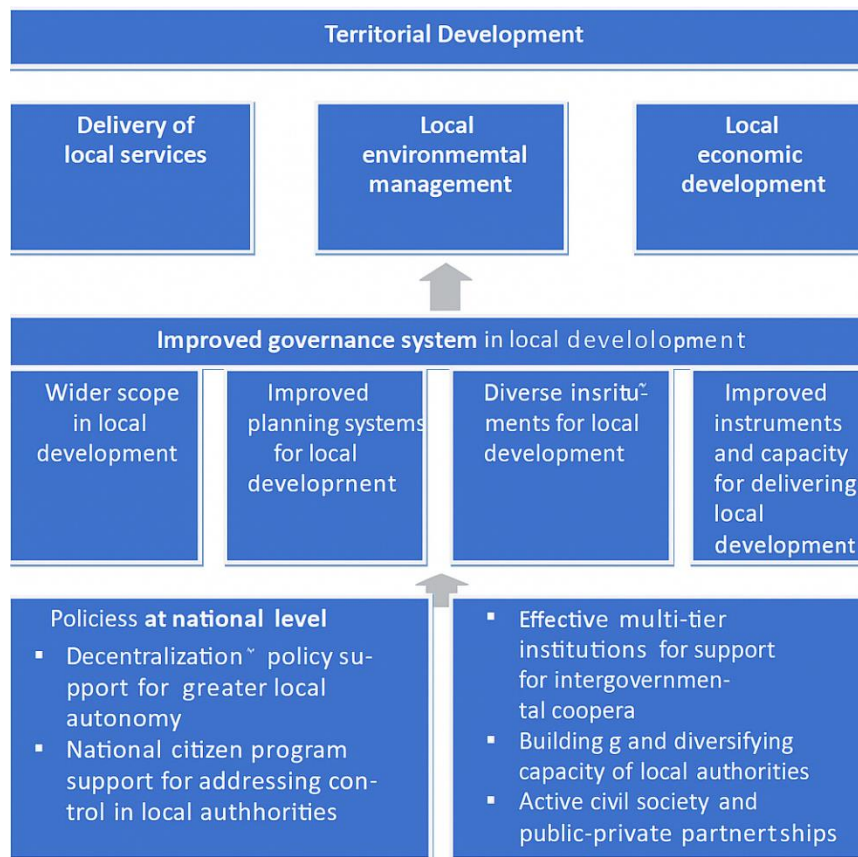 Territorial Development
Delivery of
local services
Local
environmemtal
management
Local
economic
development
Improved governance system in local develolopment
Wider scope
in local
development
Improved
planning systems
for local
developrnent
Diverse insritu˜-
ments for local
development
Improved
instruments
and capacity
for delivering
local
development
Policiess at national level
▪ Decentralization˜ policy su-
pport for greater local
autonomy
▪ National citizen program
support for addressing con-
trol in local authhorities
▪ Effective multi-tier
institutions for support
for intergovernmen-
tal coopera
▪ Building g and diversifying
capacity of local authorities
▪ Active civil society and
public-private partnertships